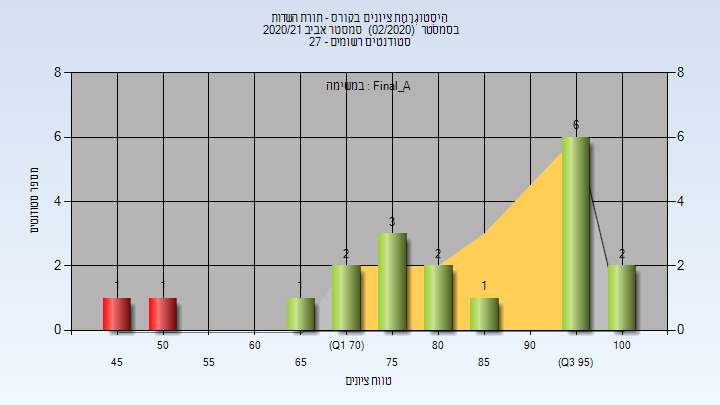 היסטוגרמת ציונים בקורס - תורת השדות
בסמסטר (02/2020) סמסטר אביב 2020/21
סטודנטים רשומים - 27
במשימה : Final_A
8 8
6 6
4 4
2 2
0 0
מספר סטודנטים
1 1 1 2 3 2 1 6 2
50 60 (Q1 70) 80 90 100
45 55 65 75 85 (Q3 95)
טווח ציונים